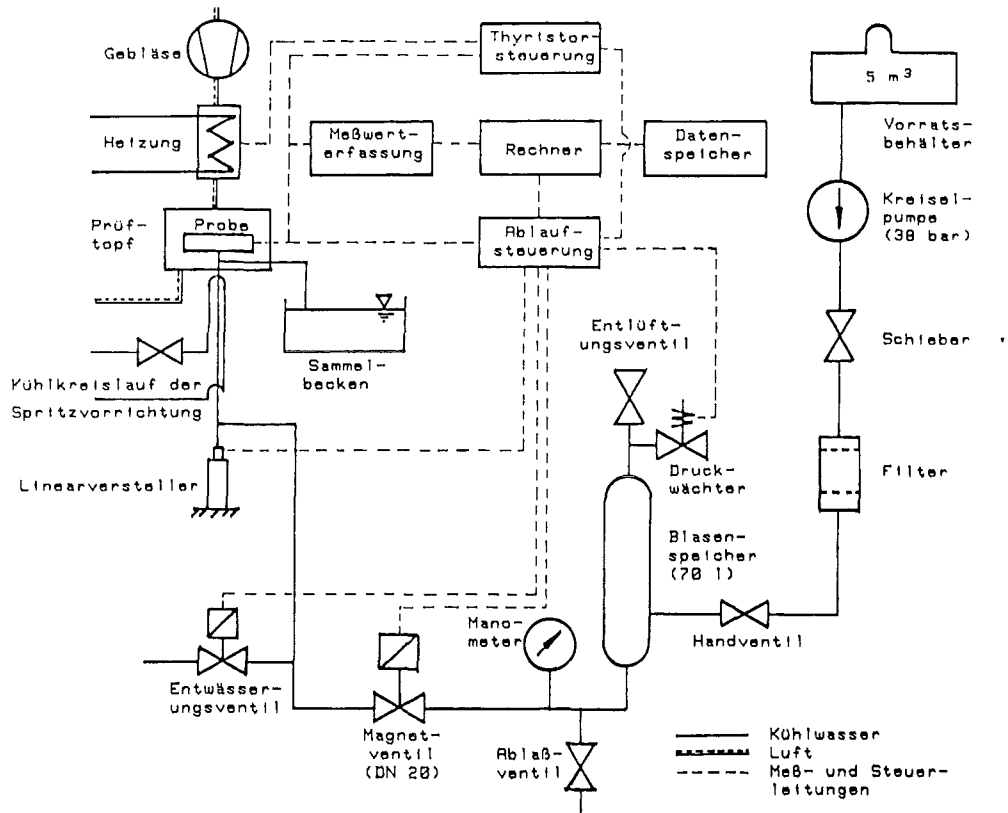 Gebläse
Thyristor-
steuerung
5 m³
Heizung
Meßwert-
erfassung
Rechner
Daten-
speicher
Vorrats-
behälter
Prüf-
topf
Probe
Ablauf-
steuerung
Kreisel-
pumpe
(38 bar)
Entlüft-
ungsventil
Schieber
Sammel-
becken
Kühlkreislauf der
Spritzvorrichtung
Linearversteller
Druck-
wächter
Filter
Blasen-
speicher
(70 l)
Mano-
meter
Handventil
Entwässer-
ungsventil
Magnet-
ventil
(DN 20)
Ablaß-
ventil
Kühlwasser
Luft
Meß- und Steuer-
leitungen